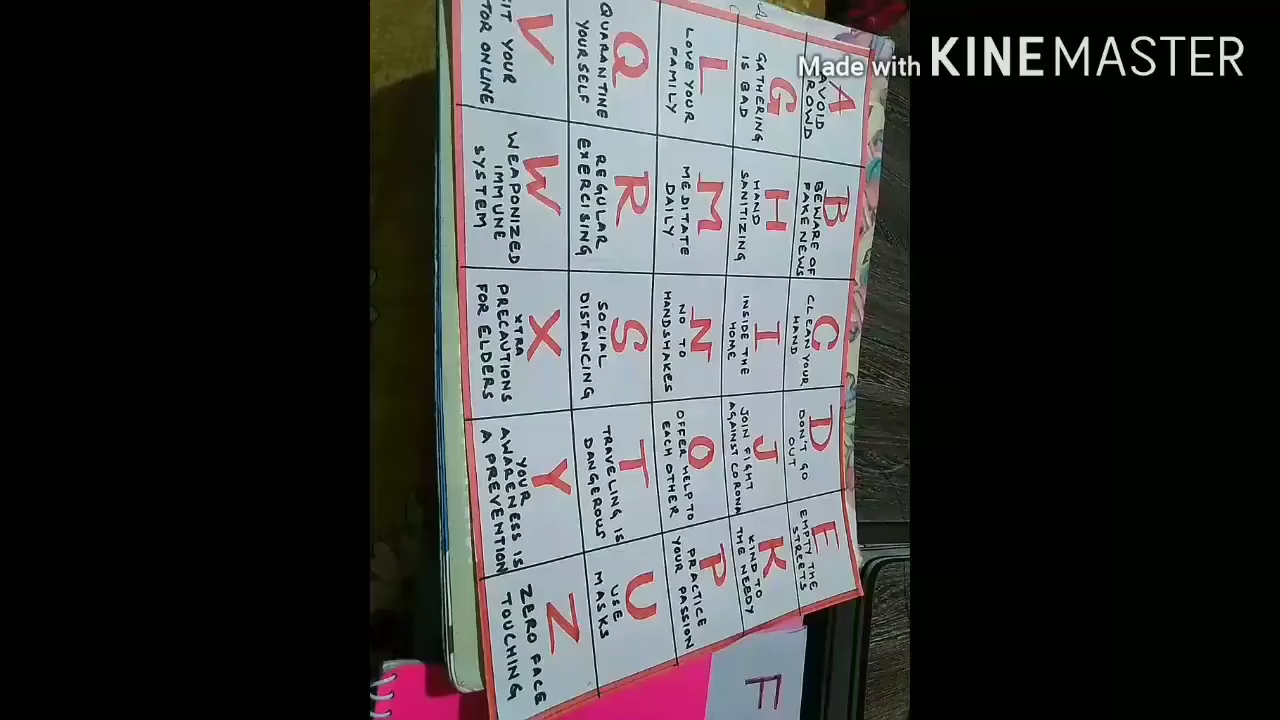 Made with KINEMASTER
A
AVOID
CROWD
B
BEWARE OF
FAKE NEWS
C
CLEAN YOUR
HAND
D
DON'T GO
OUT
E
EMPTY THE
STREETS
G
GATHERING
IS BAD
H
HAND
SANITIZING
I
INSIDE THE
HOME
J
JOIN FIGHT
AGAINST CORONA
K
KIND TO
THE NEEDY
L
LOVE YOUR
FAMILY
M
MEDITATE
DAILY
N
NO TO
HANDSHAKES
O
OFFER HELP TO
EACH OTHER
P
PRACTICE
YOUR PASSION
Q
QUARANTINE
YOURSELF
R
REGULAR
EXERCISING
S
SOCIAL
DISTANCING
T
TRAVELING IS
DANGEROUS
U
USE
MASKS
V
YOUR
ONLINE
W
WEAPONIZED
IMMUNE
SYSTEM
X
XTRA
PRECAUTIONS
FOR ELDERS
Y
YOUR
AWARENESS IS
A PREVENTION
Z
ZERO FACE
TOUCHING
F